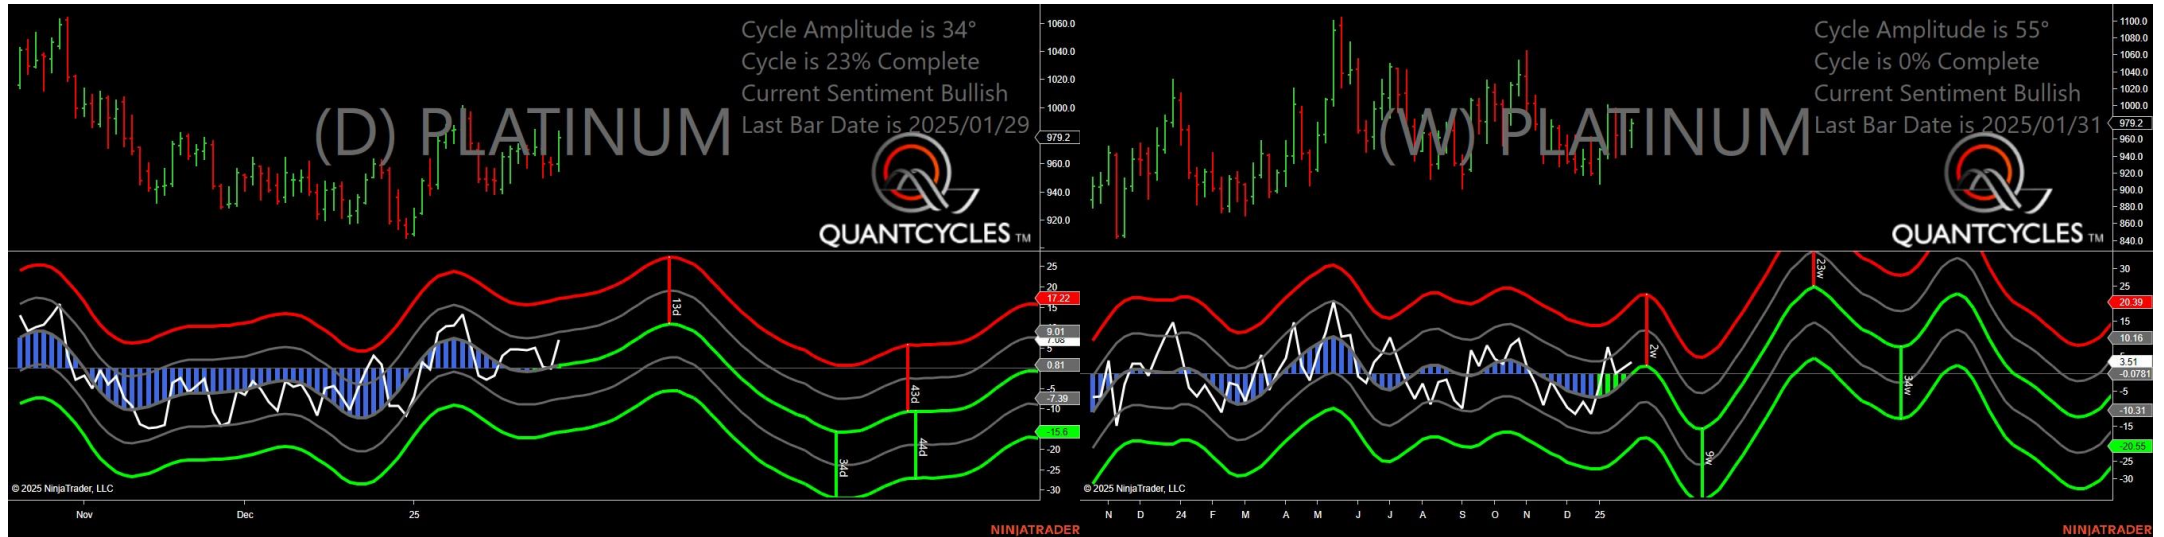 Cycle Amplitude is 34°
Cycle is 23% Complete
Current Sentiment Bullish
Last Bar Date is 2025/01/29
(D) PLATINUM
QUANTCYCLES TM
1060.0
1040.0
1020.0
1000.0
979.2
960.0
940.0
920.0
25
20
17.22
15
9.01
7.08
5
0.81
-5
-7.39
-10
-15.6
-20
-25
-30
13d
34d
43d
44d
© 2025 NinjaTrader, LLC
Nov
Dec
25
NINJATRADER
Cycle Amplitude is 55°
Cycle is 0% Complete
Current Sentiment Bullish
Last Bar Date is 2025/01/31
(W) PLATINUM
QUANTCYCLES TM
1100.0
1080.0
1060.0
1040.0
1020.0
1000.0
979.2
960.0
940.0
920.0
900.0
880.0
860.0
840.0
30
25
20.39
15
10.16
3.51
-0.0781
-5
-10.31
-15
-20.55
-25
-30
2w
9w
23w
34w
© 2025 NinjaTrader, LLC
N D 24 F M A M J J A S O N D 25
NINJATRADER